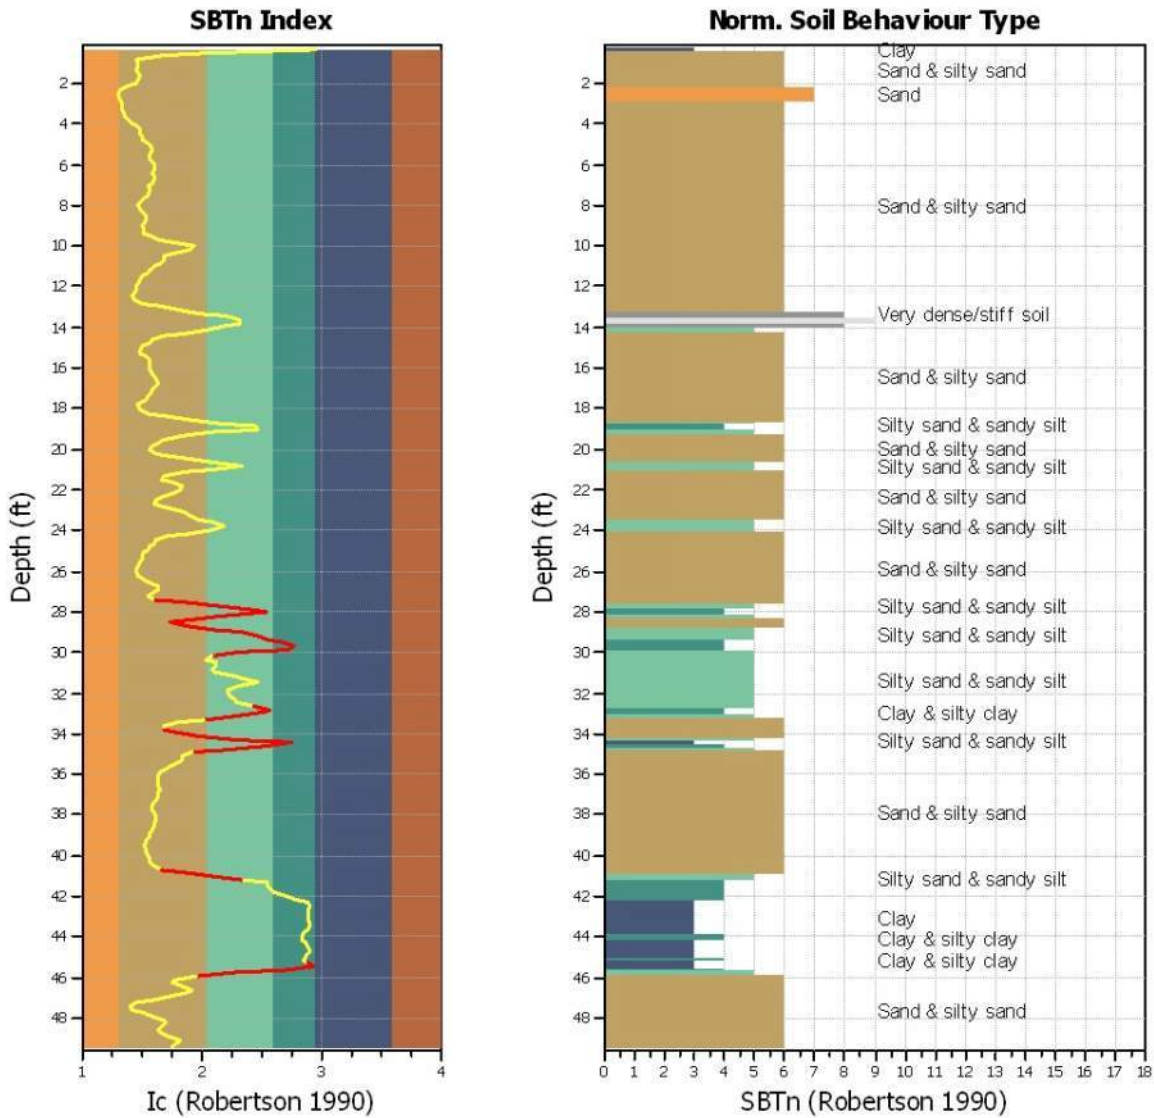 SBTn Index
Depth (ft)
2
4
6
8
10
12
14
16
18
20
22
24
26
28
30
32
34
36
38
40
42
44
46
48
1 2 3 4
Ic (Robertson 1990)
Norm. Soil Behaviour Type
Depth (ft)
2
4
6
8
10
12
14
16
18
20
22
24
26
28
30
32
34
36
38
40
42
44
46
48
Clay
Sand & silty sand
Sand
Sand & silty sand
Very dense/stiff soil
Sand & silty sand
Silty sand & sandy silt
Sand & silty sand
Silty sand & sandy silt
Sand & silty sand
Silty sand & sandy silt
Sand & silty sand
Silty sand & sandy silt
Silty sand & sandy silt
Silty sand & sandy silt
Clay & silty clay
Silty sand & sandy silt
Sand & silty sand
Silty sand & sandy silt
Clay
Clay & silty clay
Clay & silty clay
Sand & silty sand
0 1 2 3 4 5 6 7 8 9 10 11 12 13 14 15 16 17 18
SBTn (Robertson 1990)